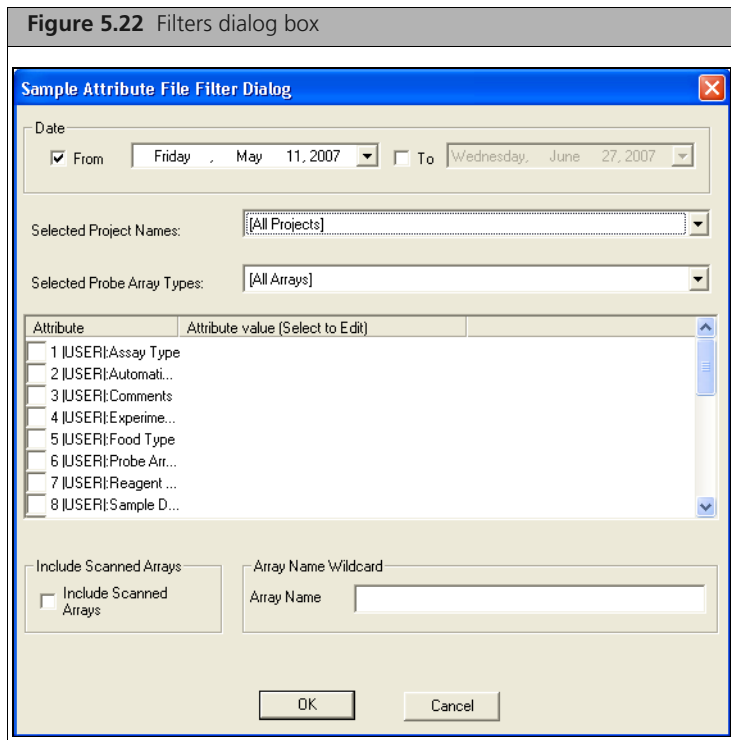 Figure 5.22 Filters dialog box
Sample Attribute File Filter Dialog
Date
From Friday , May 11, 2007 To Wednesday, June 27, 2007
Selected Project Names: [All Projects]
Selected Probe Array Types: [All Arrays]
Attribute Attribute value (Select to Edit)
1 |USER|:Assay Type
2 |USER|:Automati...
3 |USER|:Comments
4 |USER|:Experime...
5 |USER|:Food Type
6 |USER|:Probe Arr...
7 |USER|:Reagent ...
8 |USER|:Sample D...
Include Scanned Arrays
Include Scanned
Arrays
Array Name Wildcard
Array Name
OK Cancel